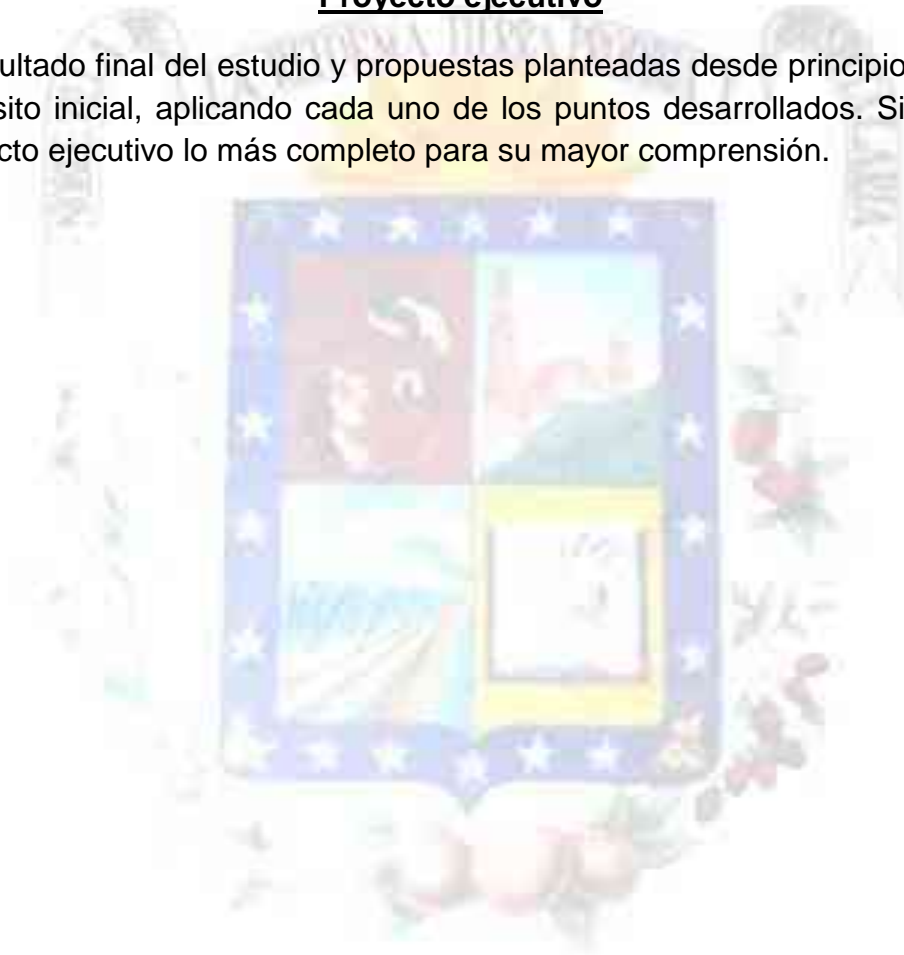 Proyecto ejecutivo
ultado final del estudio y propuestas planteadas desde principio
sito inicial, aplicando cada uno de los puntos desarrollados. Si
cto ejecutivo lo más completo para su mayor comprensión.